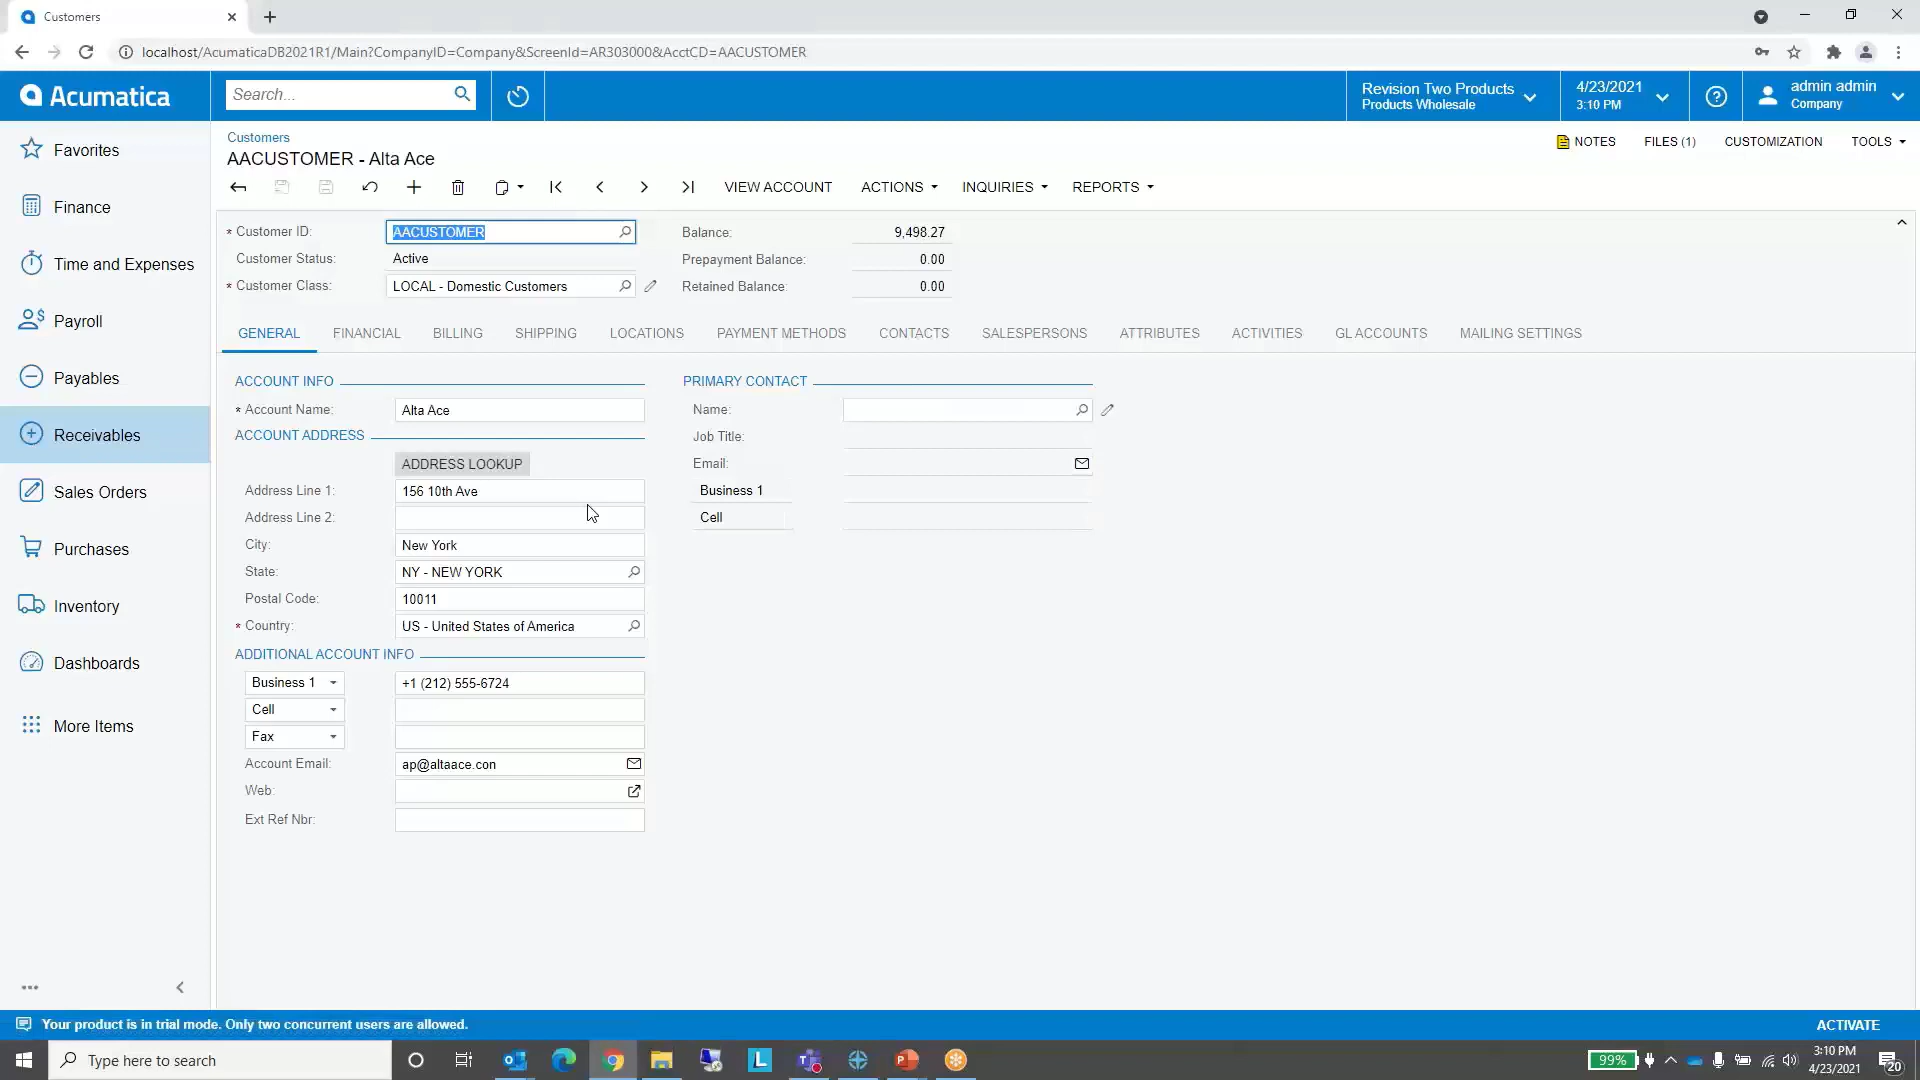 Customers
localhost/AcumaticaDB2021R1/Main?CompanyID=Company&ScreenId=AR303000&AcctCD=AACUSTOMER
Acumatica
Search...
Revision Two Products
Products Wholesale
4/23/2021
3:10 PM
admin admin
Company
Favorites
Finance
Time and Expenses
Payroll
Payables
Receivables
Sales Orders
Purchases
Inventory
Dashboards
More Items
Customers
AACUSTOMER - Alta Ace
NOTES FILES (1) CUSTOMIZATION TOOLS
VIEW ACCOUNT ACTIONS INQUIRIES REPORTS
* Customer ID: AACUSTOMER
Customer Status: Active
* Customer Class: LOCAL - Domestic Customers
Balance: 9,498.27
Prepayment Balance: 0.00
Retained Balance: 0.00
GENERAL FINANCIAL BILLING SHIPPING LOCATIONS PAYMENT METHODS CONTACTS SALESPERSONS ATTRIBUTES ACTIVITIES GL ACCOUNTS MAILING SETTINGS
ACCOUNT INFO
* Account Name: Alta Ace
ACCOUNT ADDRESS
ADDRESS LOOKUP
Address Line 1: 156 10th Ave
Address Line 2:
City: New York
State: NY - NEW YORK
Postal Code: 10011
* Country: US - United States of America
ADDITIONAL ACCOUNT INFO
Business 1 +1 (212) 555-6724
Cell
Fax
Account Email: ap@altaace.con
Web:
Ext Ref Nbr:
PRIMARY CONTACT
Name:
Job Title:
Email:
Business 1
Cell
Your product is in trial mode. Only two concurrent users are allowed.
ACTIVATE
Type here to search
99%
3:10 PM
4/23/2021
20